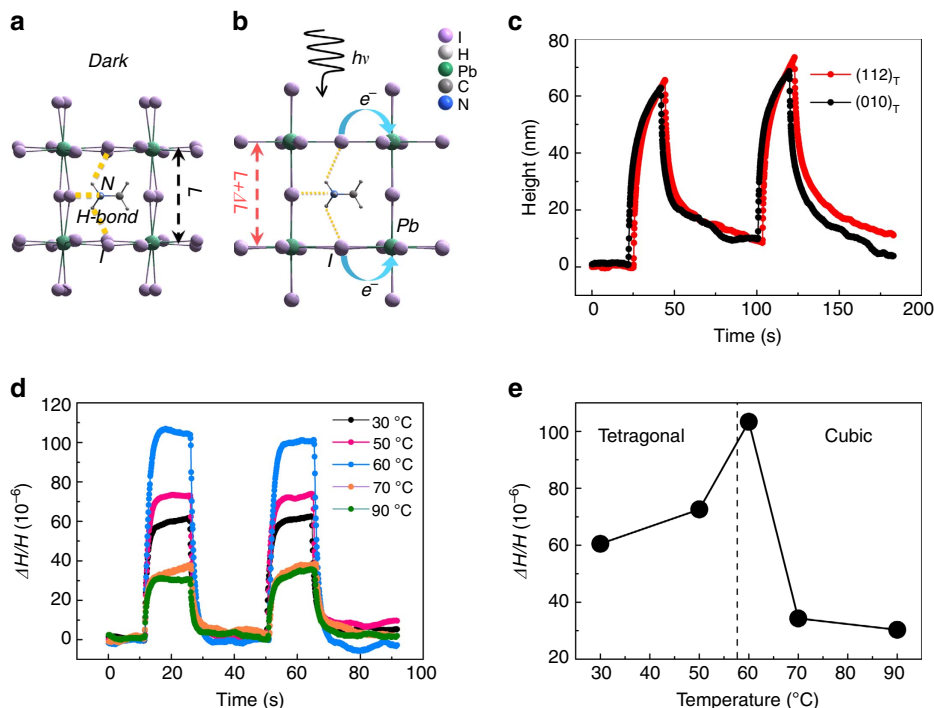 a
Dark
N
H-bond
I
L
b
hν
I
H
Pb
C
N
e⁻
L+ΔL
Pb
I
e⁻
c
80
60
40
20
0
Height (nm)
(112)T
(010)T
0
50
100
150
200
Time (s)
d
120
100
80
60
40
20
0
ΔH/H (10⁻⁶)
30 °C
50 °C
60 °C
70 °C
90 °C
0
20
40
60
80
100
Time (s)
e
100
80
60
40
20
ΔH/H (10⁻⁶)
Tetragonal
Cubic
30
40
50
60
70
80
90
Temperature (°C)